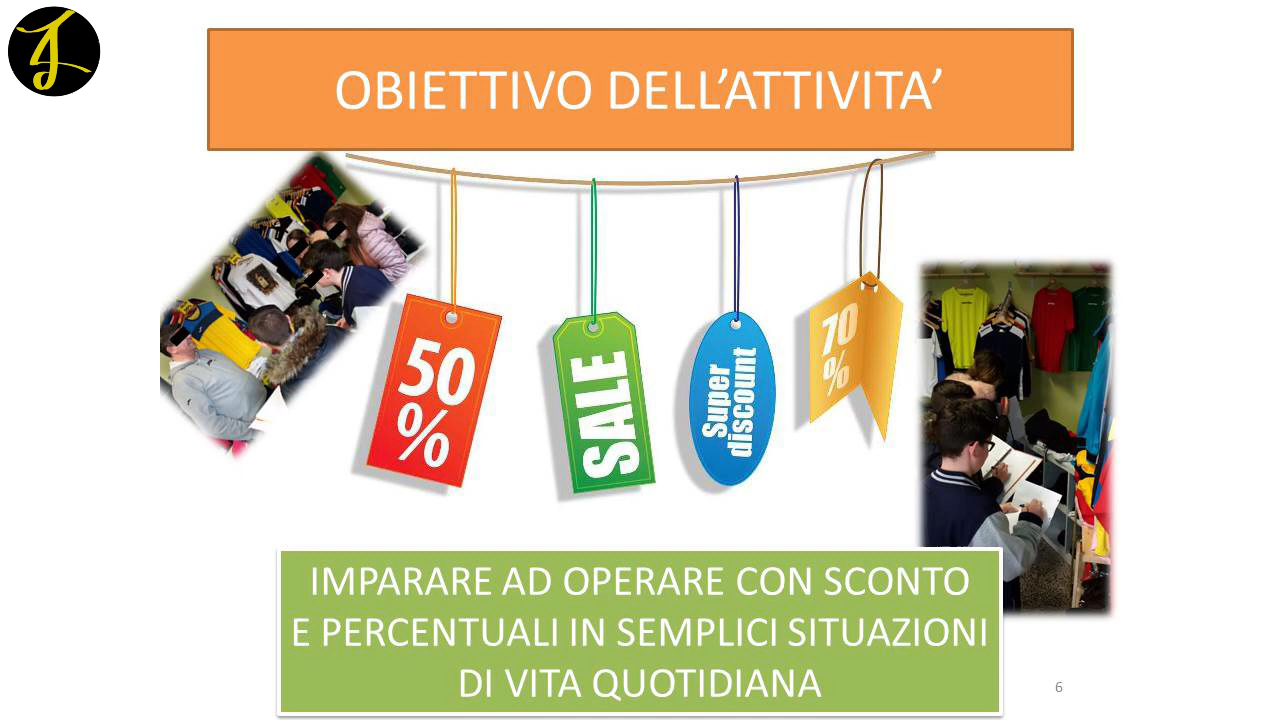 OBIETTIVO DELL’ATTIVITA’
50
%
SALE
Super
discount
70
%
IMPARARE AD OPERARE CON SCONTO
E PERCENTUALI IN SEMPLICI SITUAZIONI
DI VITA QUOTIDIANA
6